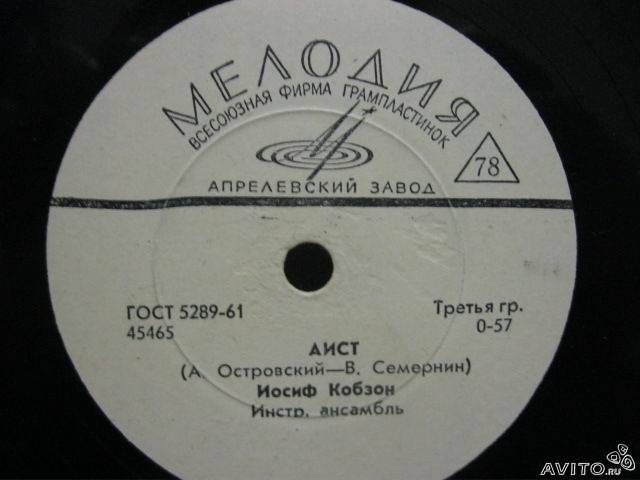 МЕЛОДИЯ
ВСЕСОЮЗНАЯ ФИРМА ГРАМПЛАСТИНОК
78
АПРЕЛЕВСКИЙ ЗАВОД
ГОСТ 5289-61
Третья гр.
45465
0-57
АИСТ
(А. Островский—В. Семернин)
Иосиф Кобзон
Инстр. ансамбль
AVITO.ru